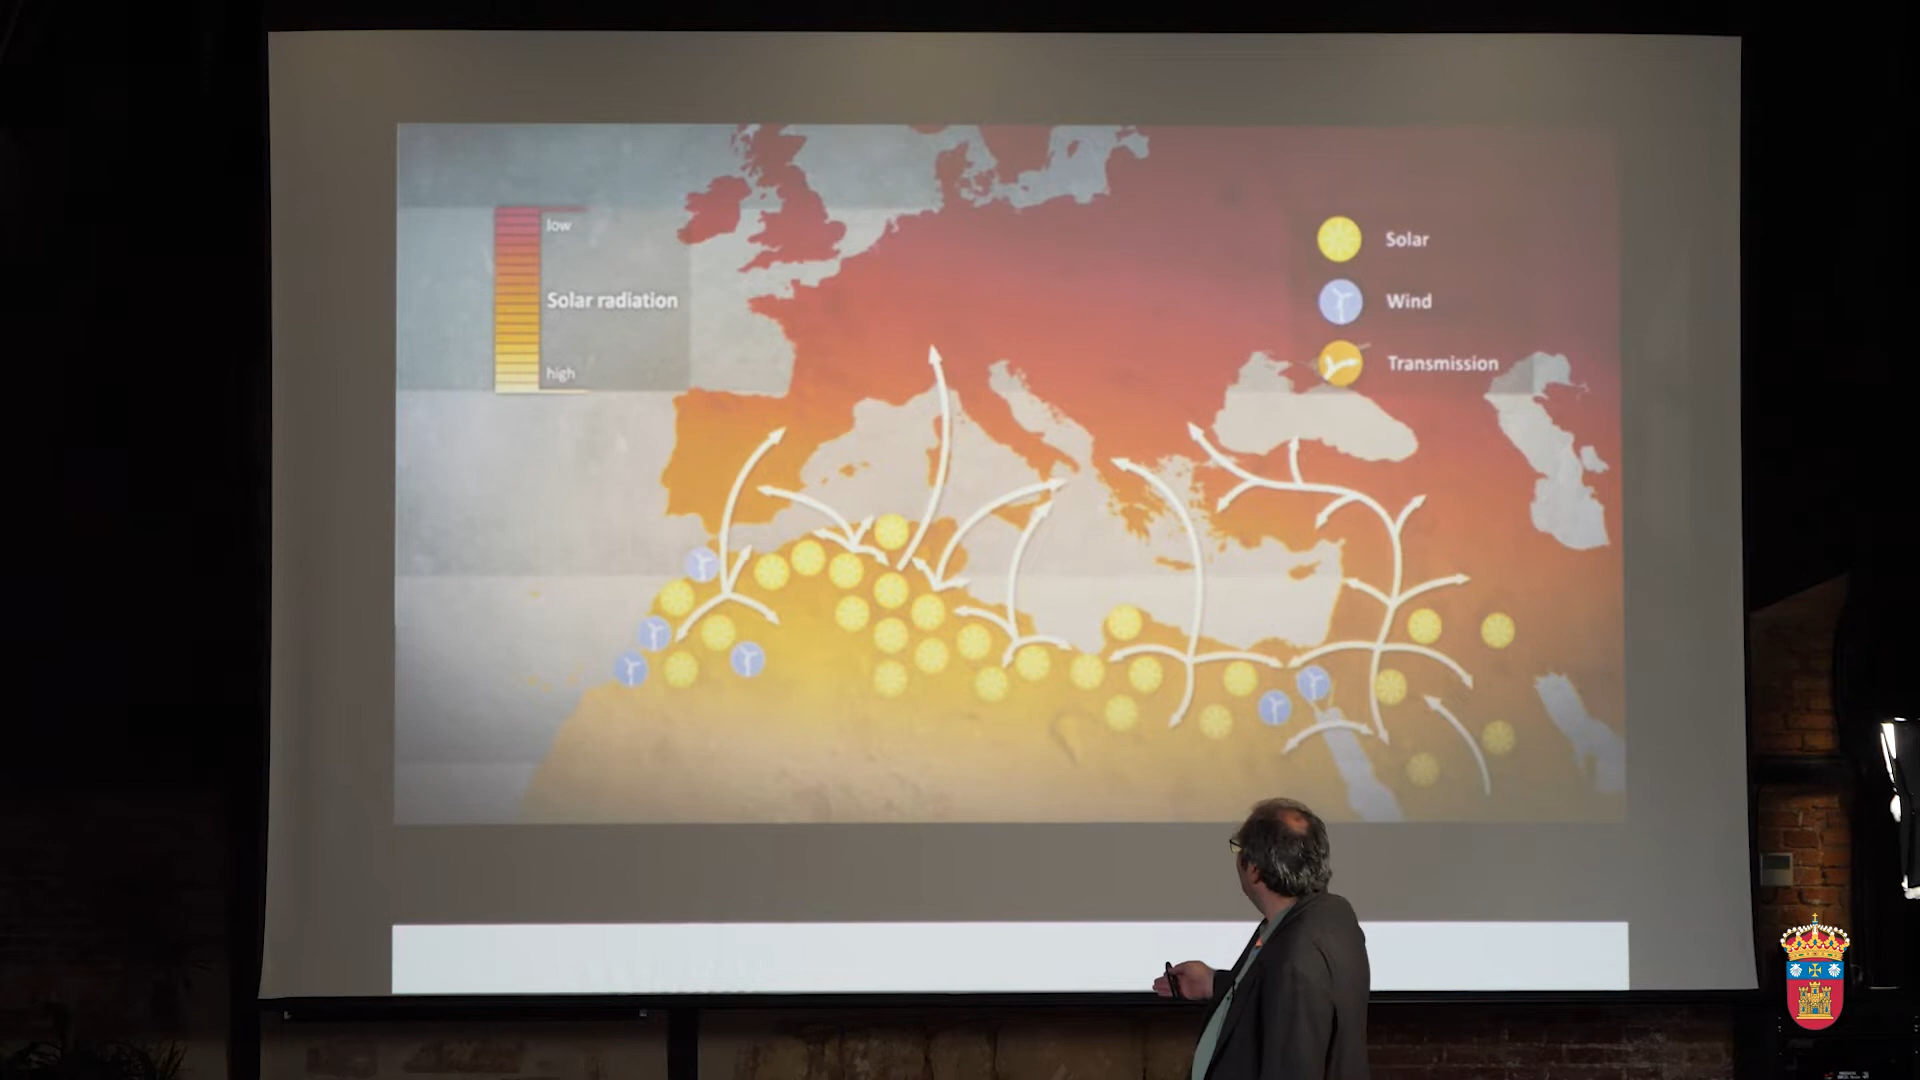 low
Solar radiation
high
Solar
Wind
Transmission